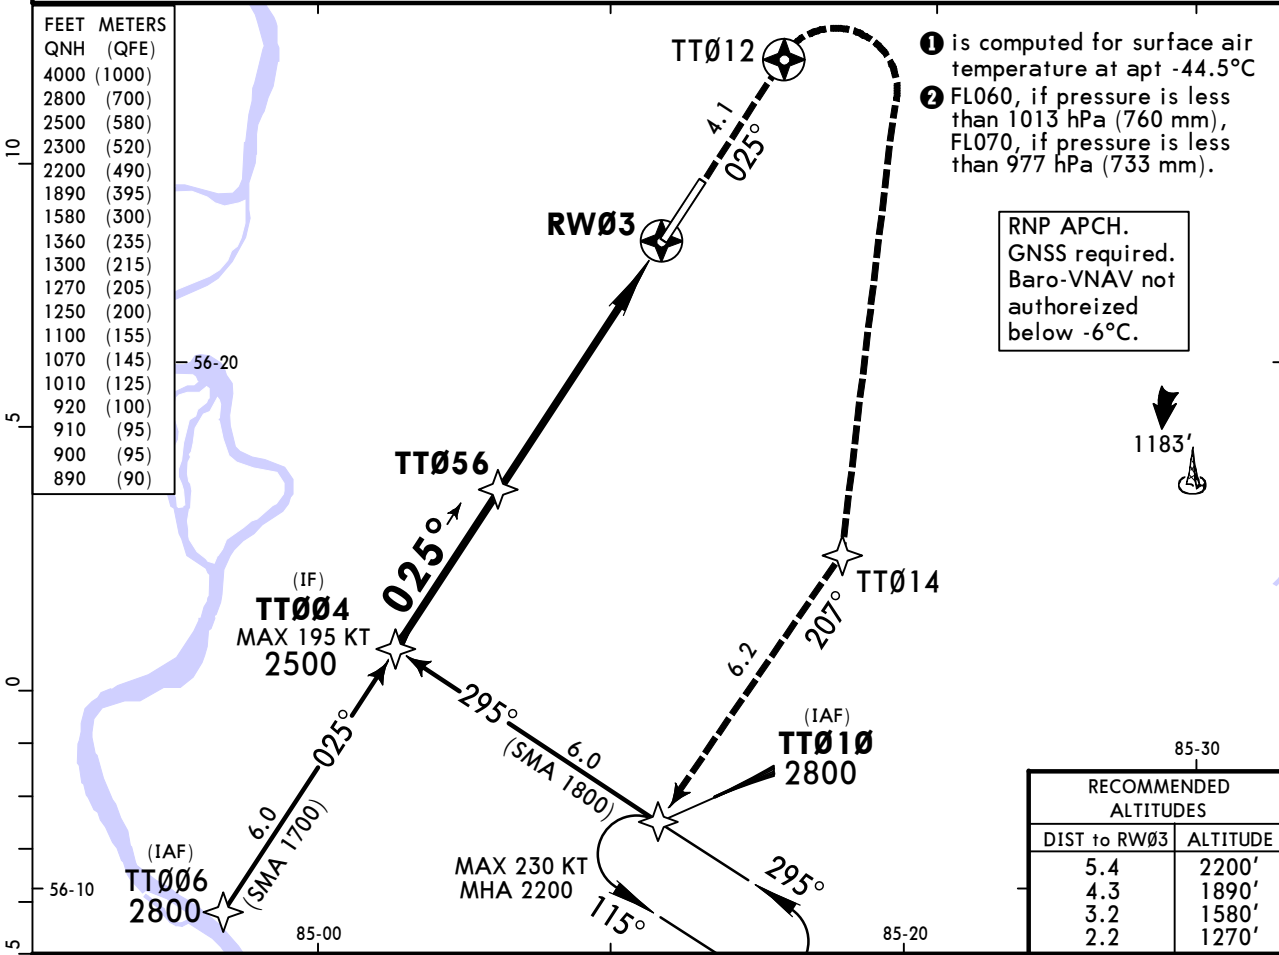 FEET METERS
QNH (QFE)
4000 (1000)
2800 (700)
2500 (580)
2300 (520)
2200 (490)
1890 (395)
1580 (300)
1360 (235)
1300 (215)
1270 (205)
1250 (200)
1100 (155)
1070 (145)
1010 (125)
920 (100)
910 (95)
900 (95)
890 (90)
10
5
0
5
56-20
56-10
85-00
85-20
85-30
TTØ12
4.1
025°
RWØ3
❶ is computed for surface air
temperature at apt -44.5°C
❷ FL060, if pressure is less
than 1013 hPa (760 mm),
FL070, if pressure is less
than 977 hPa (733 mm).
RNP APCH.
GNSS required.
Baro-VNAV not
authoreized
below -6°C.
1183'
TTØ56
025°
(IF)
TTØØ4
MAX 195 KT
2500
TTØ14
207°
6.2
295°
6.0
(SMA 1800)
(IAF)
TTØ1Ø
2800
025°
6.0
(SMA 1700)
(IAF)
TTØØ6
2800
MAX 230 KT
MHA 2200
295°
115°
RECOMMENDED
ALTITUDES
DIST to RWØ3 ALTITUDE
5.4 2200'
4.3 1890'
3.2 1580'
2.2 1270'